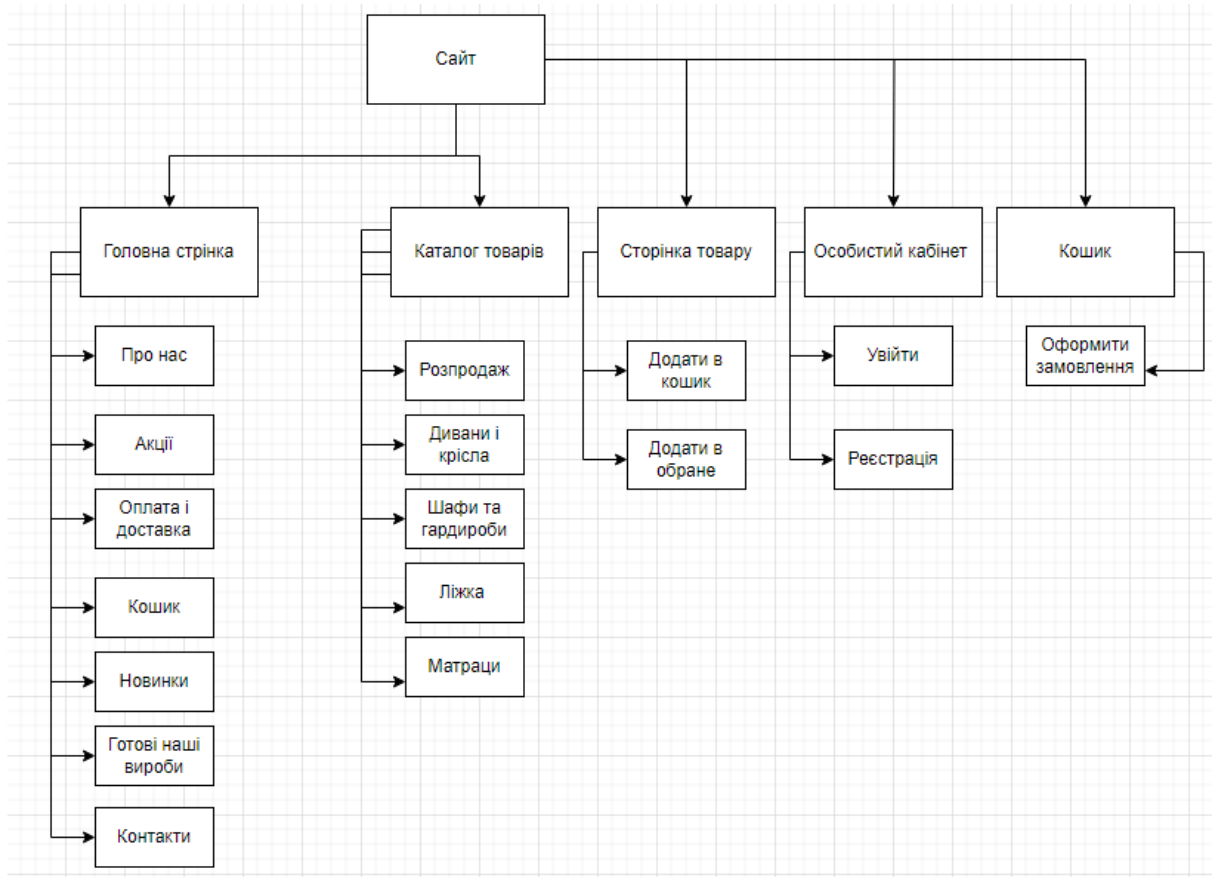 Сайт
Головна стрінка
Каталог товарів
Сторінка товару
Особистий кабінет
Кошик
Про нас
Акції
Оплата і
доставка
Кошик
Новинки
Готові наші
вироби
Контакти
Розпродаж
Дивани і
крісла
Шафи та
гардироби
Ліжка
Матраци
Додати в
кошик
Додати в
обране
Увійти
Реєстрація
Оформити
замовлення